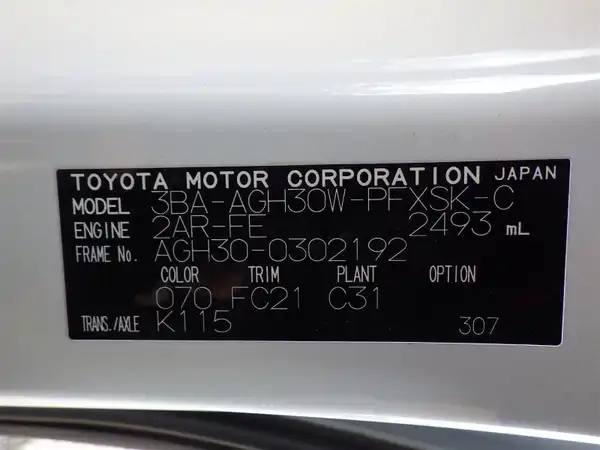 TOYOTA MOTOR CORPORATION JAPAN
MODEL 3BA-AGH30W-PFXSK-C
ENGINE 2AR-FE 2493 mL
FRAME No. AGH30-0302192
COLOR TRIM PLANT OPTION
070 FC21 C31
TRANS./AXLE K115 307